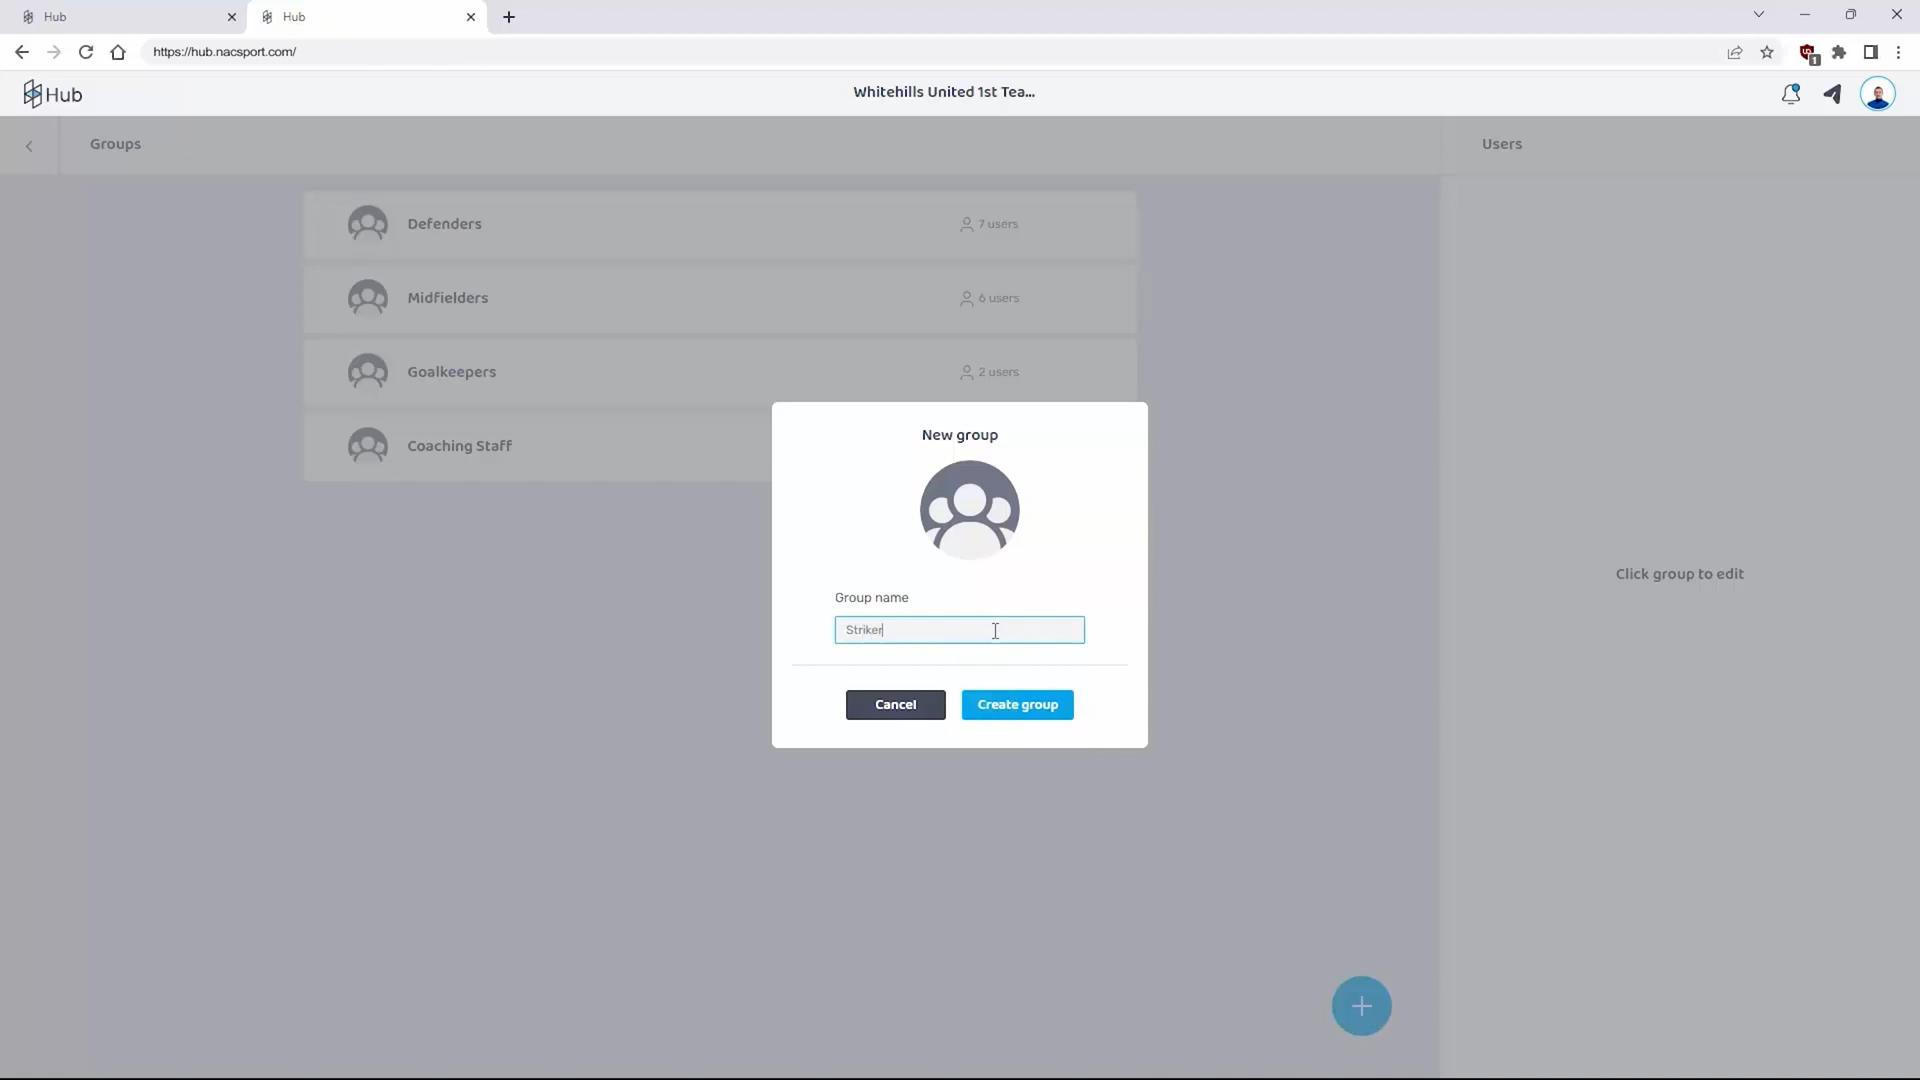 Hub
Hub
https://hub.nacsport.com/
1
Hub
Whitehills United 1st Tea...
Groups
Users
Defenders
7 users
Midfielders
6 users
Goalkeepers
2 users
Coaching Staff
New group
Click group to edit
Group name
Striker
Cancel
Create group